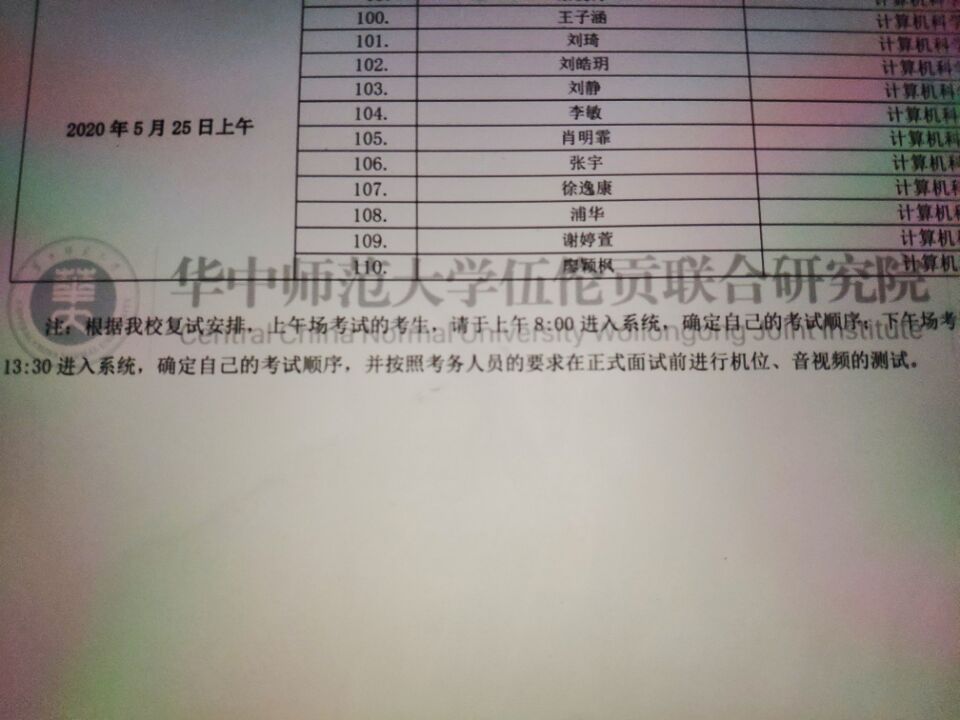 100. 王子涵 计算机科学
101. 刘琦 计算机科
102. 刘皓玥 计算机科学
103. 刘静 计算机科
104. 李敏 计算机科
2020 年 5 月 25 日上午
105. 肖明霏 计算机科
106. 张宇 计算机科
107. 徐逸康 计算机科
108. 浦华 计算机
109. 谢婷萱 计算机
110. 廖颖枫 计算机
华中师范大学伍伦贡联合研究院
Central China Normal University Wollongong Joint Institute
注：根据我校复试安排，上午场考试的考生，请于上午 8:00 进入系统，确定自己的考试顺序；下午场考
13:30 进入系统，确定自己的考试顺序，并按照考务人员的要求在正式面试前进行机位、音视频的测试。